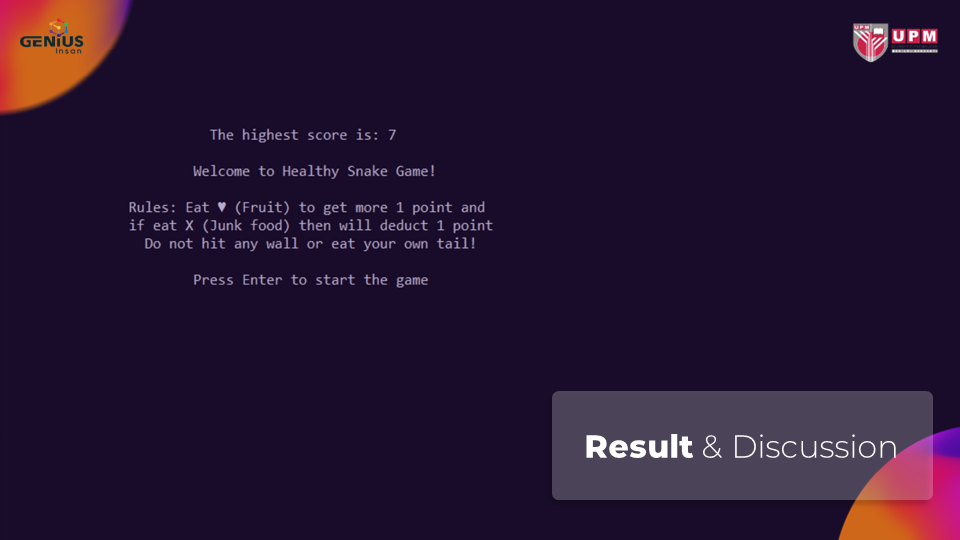 GENIUS
Insan
UPM
UPM
The highest score is: 7
Welcome to Healthy Snake Game!
Rules: Eat ♥ (Fruit) to get more 1 point and
if eat X (Junk food) then will deduct 1 point
Do not hit any wall or eat your own tail!
Press Enter to start the game
Result & Discussion